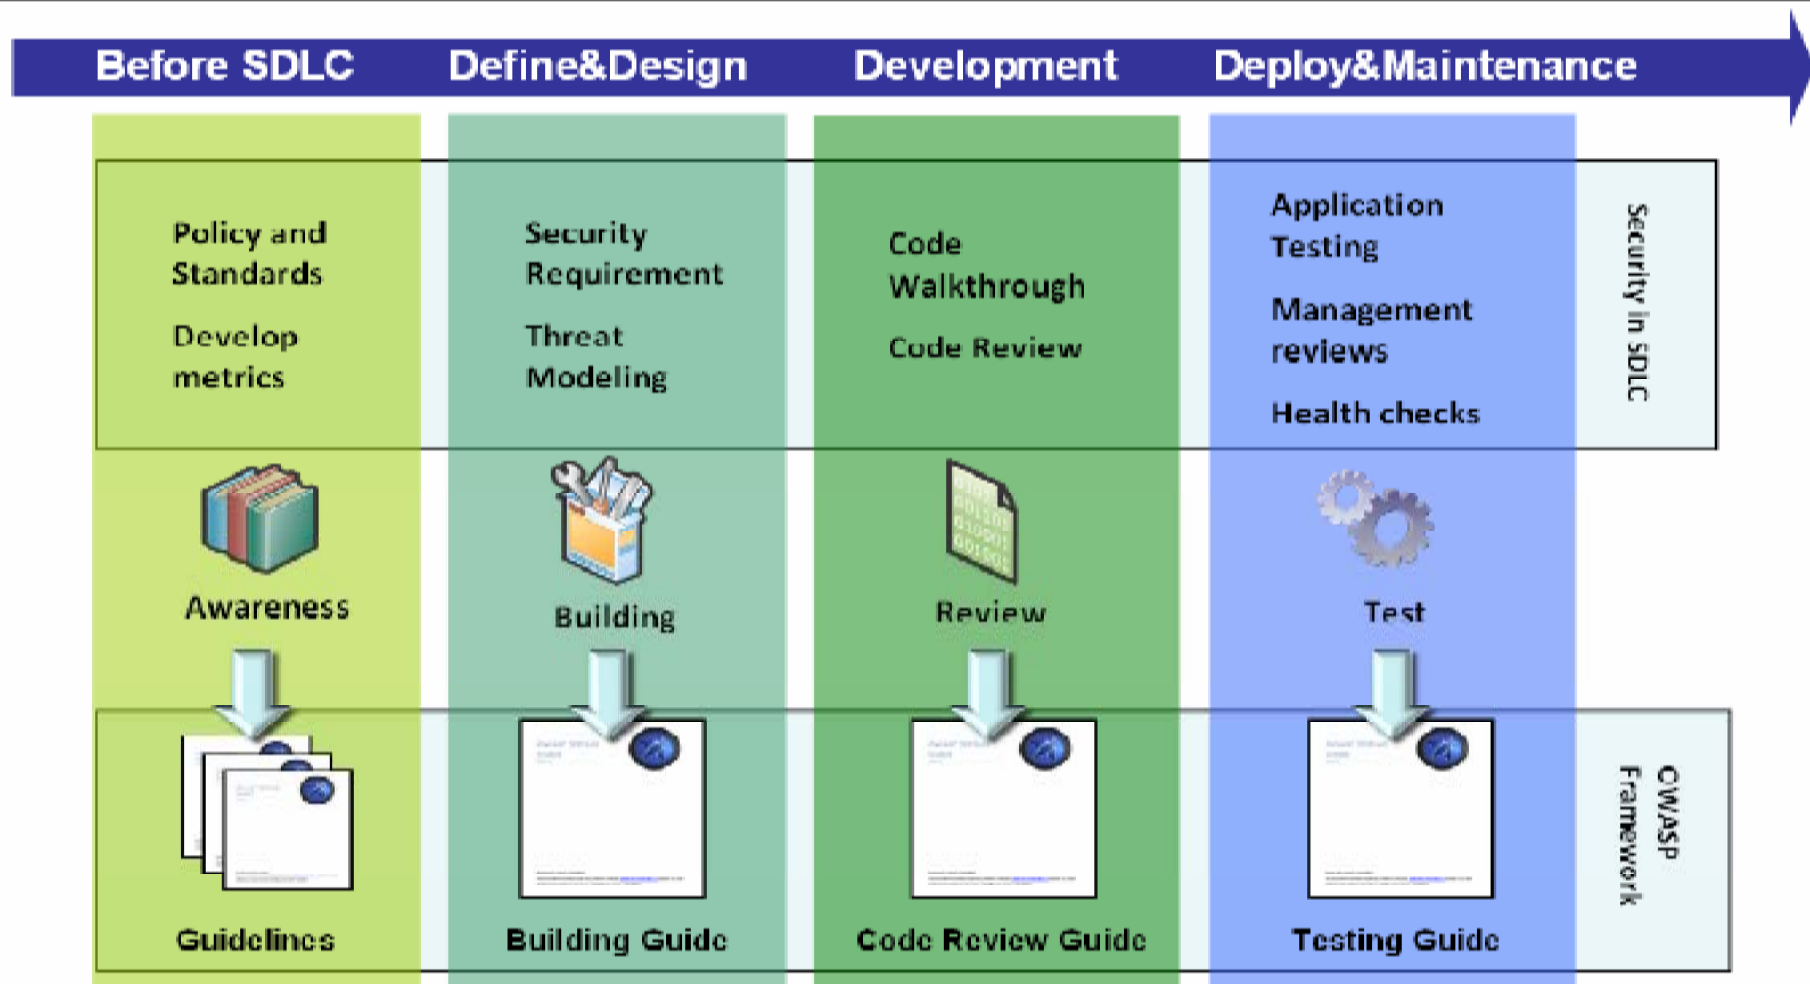 Before SDLC
Define&Design
Development
Deploy&Maintenance
Policy and
Standards
Develop
metrics
Security
Requirement
Threat
Modeling
Code
Walkthrough
Code Review
Application
Testing
Management
reviews
Health checks
Security in SDLC
Awareness
Building
Review
Test
Guidelines
Building Guide
Code Review Guide
Testing Guide
OWASP
Framework